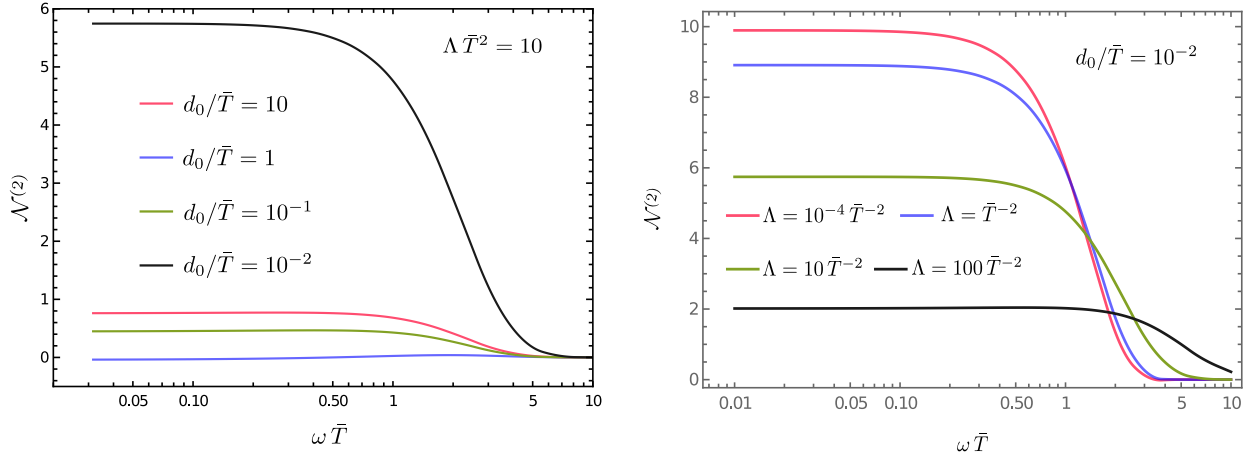 6
5
4
3
2
1
0
𝒩⁽²⁾
Λ T̄² = 10
d₀/T̄ = 10
d₀/T̄ = 1
d₀/T̄ = 10⁻¹
d₀/T̄ = 10⁻²
0.05 0.10 0.50 1 5 10
ω T̄
10
8
6
4
2
0
𝒩⁽²⁾
d₀/T̄ = 10⁻²
Λ = 10⁻⁴ T̄⁻² Λ = T̄⁻²
Λ = 10 T̄⁻² Λ = 100 T̄⁻²
0.01 0.05 0.10 0.50 1 5 10
ω T̄